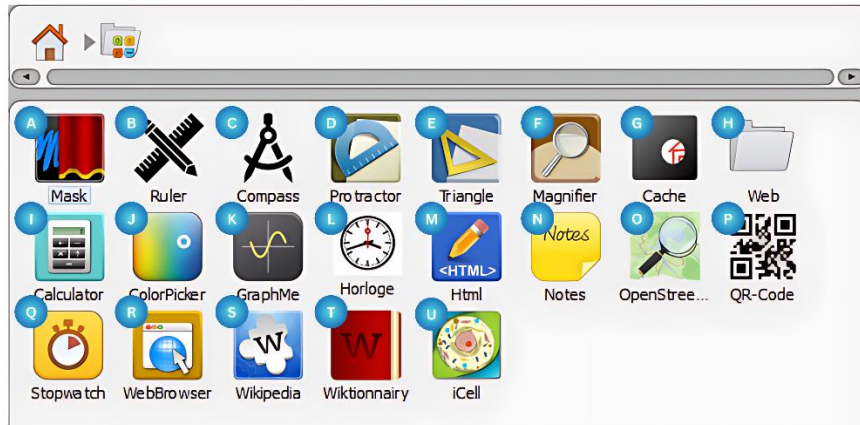 A B C D E F G H
Mask Ruler Compass Protractor Triangle Magnifier Cache Web
I J K L M N O P
<HTML> Notes
Calculator ColorPicker GraphMe Horloge Html Notes OpenStree... QR-Code
Q R S T U
W W
Stopwatch WebBrowser Wikipedia Wiktionnairy iCell